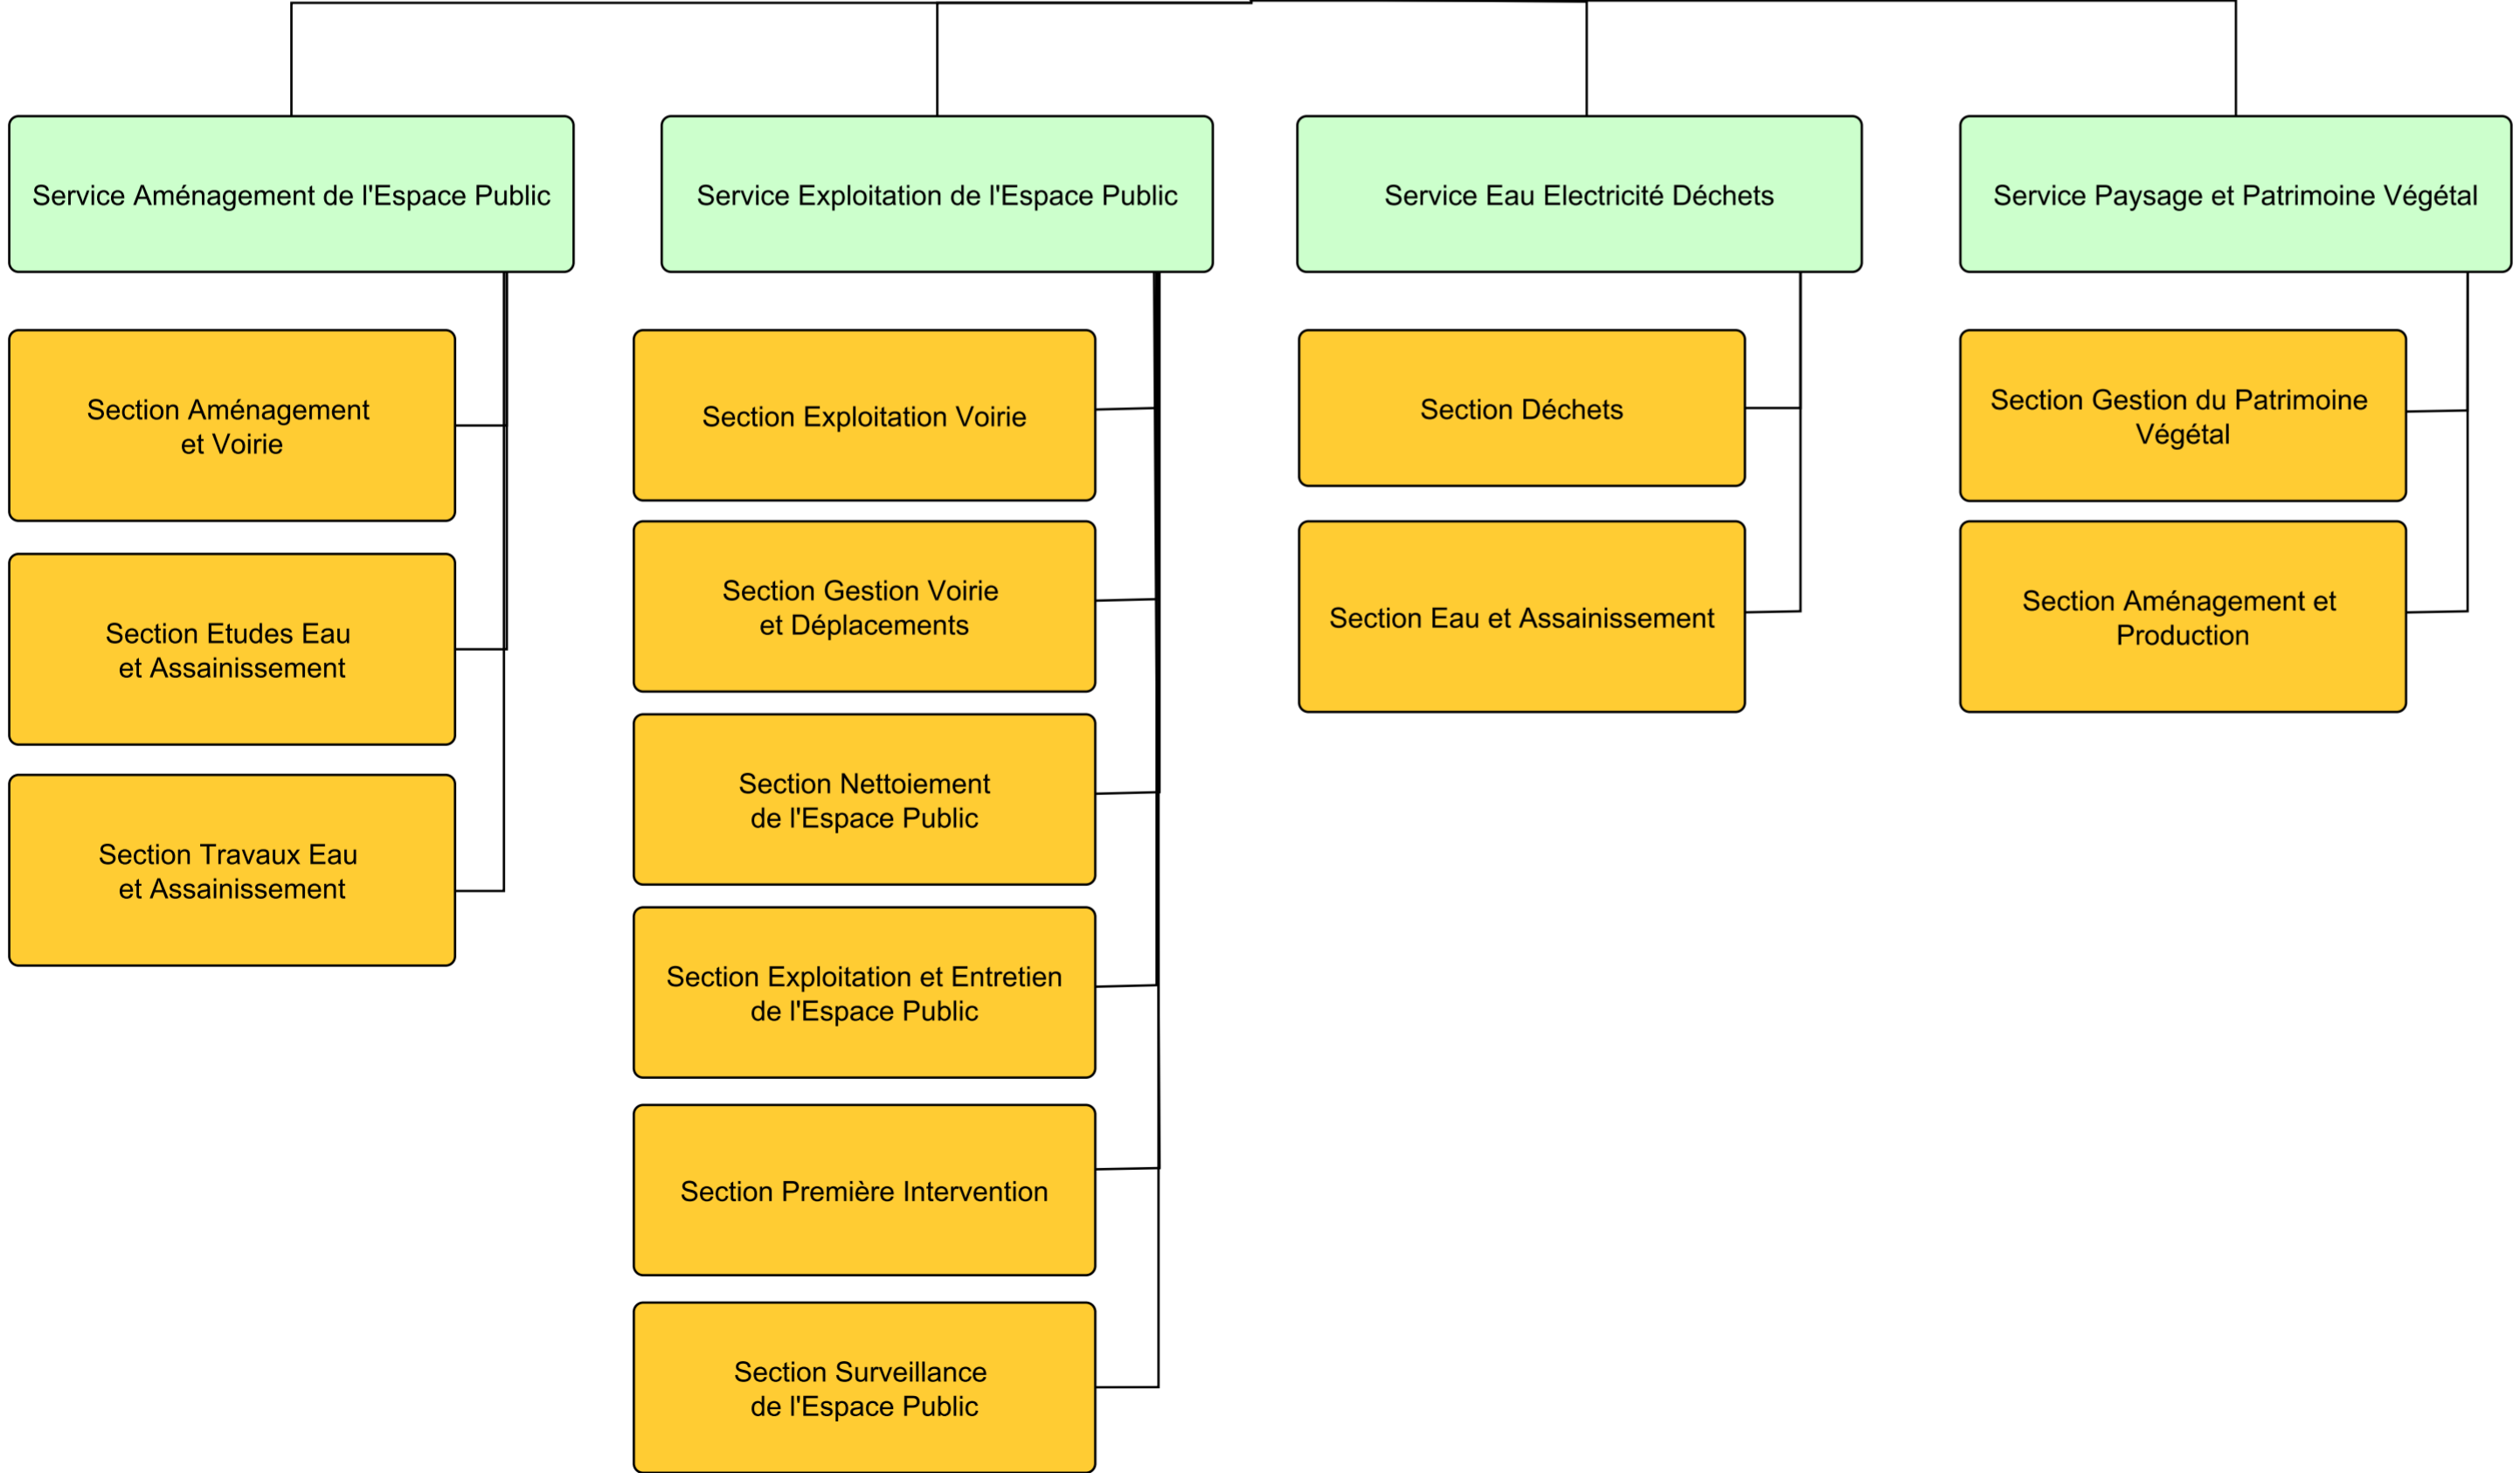 Service Aménagement de l'Espace Public
Service Exploitation de l'Espace Public
Service Eau Electricité Déchets
Service Paysage et Patrimoine Végétal
Section Aménagement
et Voirie
Section Etudes Eau
et Assainissement
Section Travaux Eau
et Assainissement
Section Exploitation Voirie
Section Gestion Voirie
et Déplacements
Section Nettoiement
de l'Espace Public
Section Exploitation et Entretien
de l'Espace Public
Section Première Intervention
Section Surveillance
de l'Espace Public
Section Déchets
Section Eau et Assainissement
Section Gestion du Patrimoine
Végétal
Section Aménagement et
Production